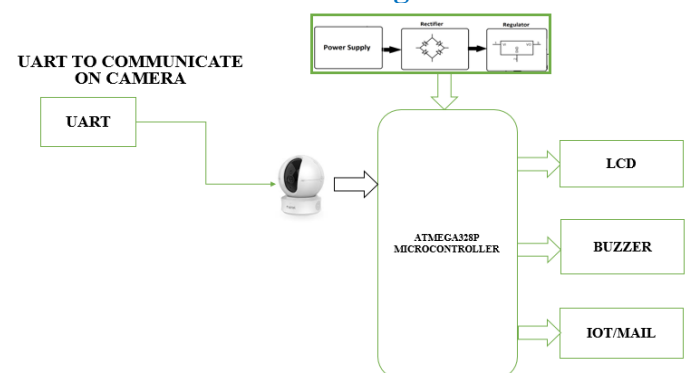 Rectifier
Regulator
Power Supply
UART TO COMMUNICATE
ON CAMERA
UART
LCD
ATMEGA328P
MICROCONTROLLER
BUZZER
IOT/MAIL